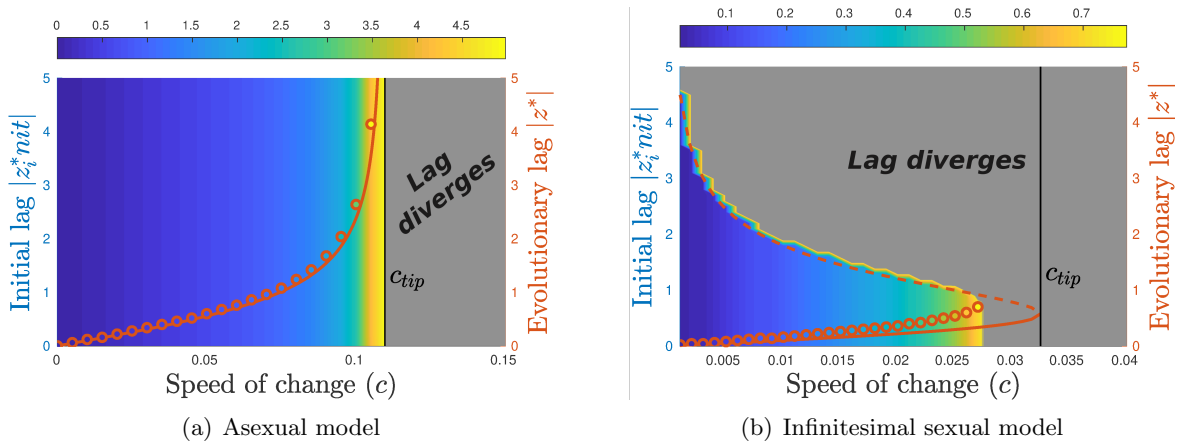 0 0.5 1 1.5 2 2.5 3 3.5 4 4.5
Initial lag |z*init|
5
4
3
2
1
0
Lag
diverges
c_tip
5
4
3
2
1
0
Evolutionary lag |z*|
0 0.05 0.1 0.15
Speed of change (c)
(a) Asexual model
0.1 0.2 0.3 0.4 0.5 0.6 0.7
Initial lag |z*init|
5
4
3
2
1
0
Lag diverges
c_tip
5
4
3
2
1
0
Evolutionary lag |z*|
0.005 0.01 0.015 0.02 0.025 0.03 0.035 0.04
Speed of change (c)
(b) Infinitesimal sexual model